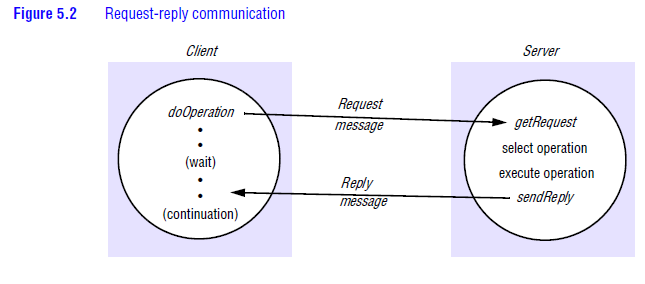 Figure 5.2 Request-reply communication
Client
Server
doOperation
(wait)
(continuation)
Request
message
Reply
message
getRequest
select operation
execute operation
sendReply